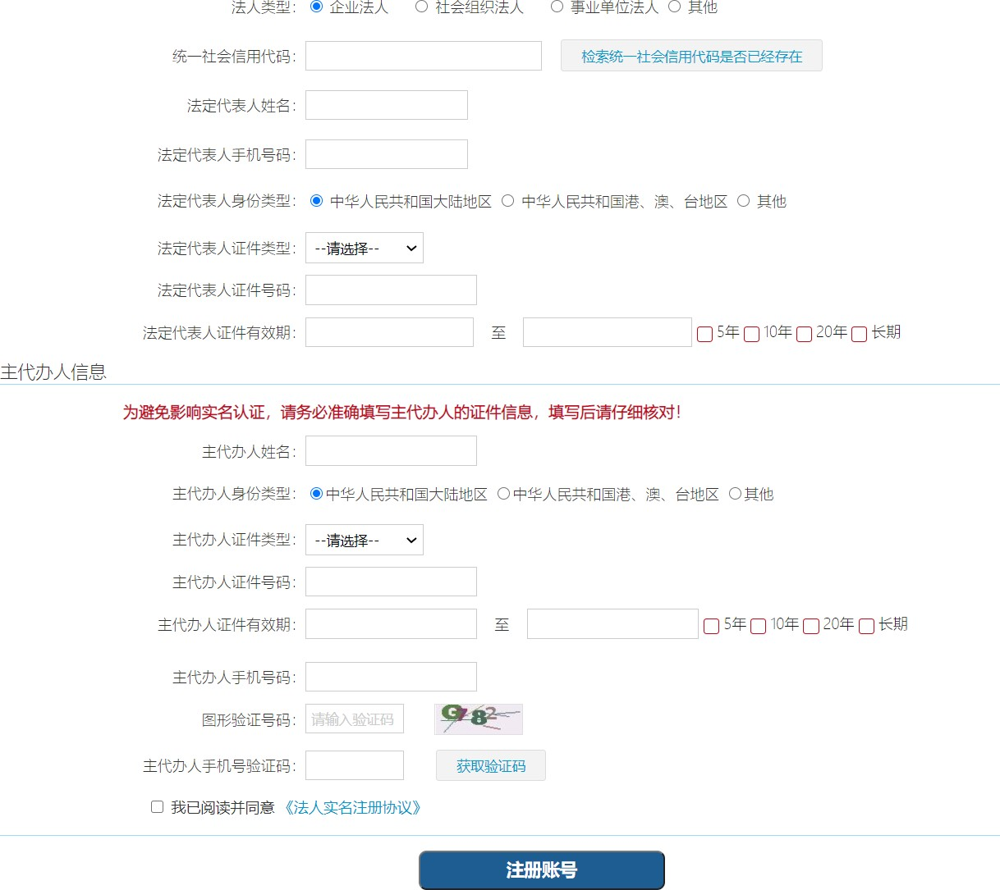 法人类型： 企业法人 社会组织法人 事业单位法人 其他
统一社会信用代码： 检索统一社会信用代码是否已经存在
法定代表人姓名：
法定代表人手机号码：
法定代表人身份类型： 中华人民共和国大陆地区 中华人民共和国港、澳、台地区 其他
法定代表人证件类型： --请选择--
法定代表人证件号码：
法定代表人证件有效期： 至 5年 10年 20年 长期
主代办人信息
为避免影响实名认证，请务必准确填写主代办人的证件信息，填写后请仔细核对！
主代办人姓名：
主代办人身份类型： 中华人民共和国大陆地区 中华人民共和国港、澳、台地区 其他
主代办人证件类型： --请选择--
主代办人证件号码：
主代办人证件有效期： 至 5年 10年 20年 长期
主代办人手机号码：
图形验证号码： 请输入验证码 G782
主代办人手机号验证码： 获取验证码
我已阅读并同意 《法人实名注册协议》
注册账号